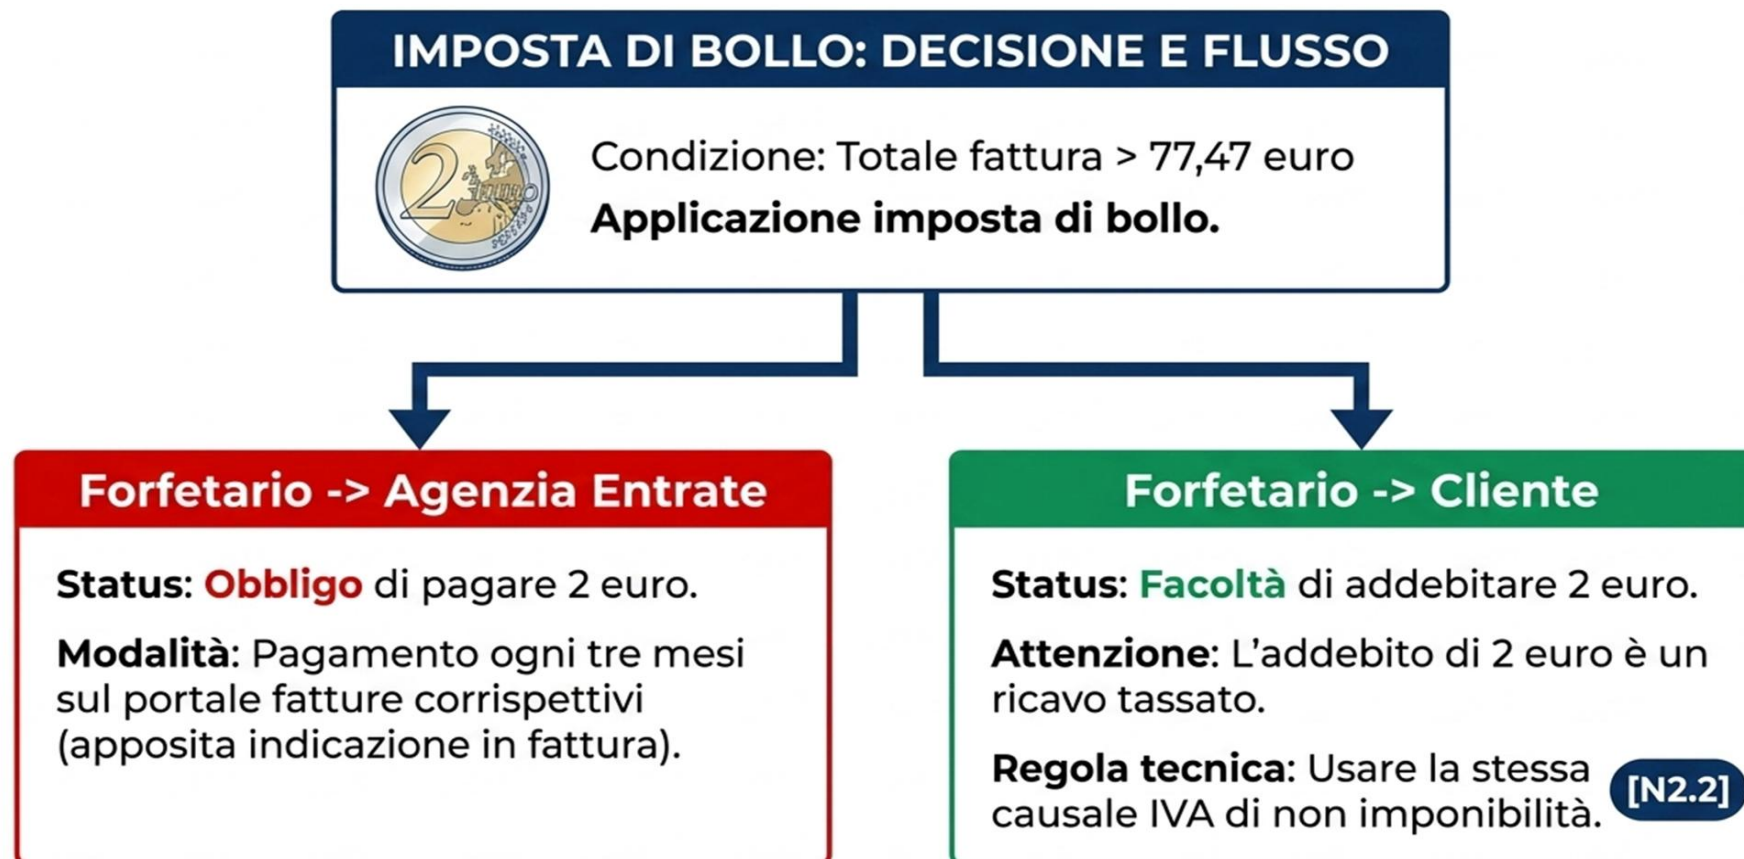 IMPOSTA DI BOLLO: DECISIONE E FLUSSO
2
EURO
Condizione: Totale fattura > 77,47 euro
Applicazione imposta di bollo.
Forfetario -> Agenzia Entrate
Status: Obbligo di pagare 2 euro.
Modalità: Pagamento ogni tre mesi
sul portale fatture corrispettivi
(apposita indicazione in fattura).
Forfetario -> Cliente
Status: Facoltà di addebitare 2 euro.
Attenzione: L'addebito di 2 euro è un
ricavo tassato.
Regola tecnica: Usare la stessa
causale IVA di non imponibilità.
[N2.2]